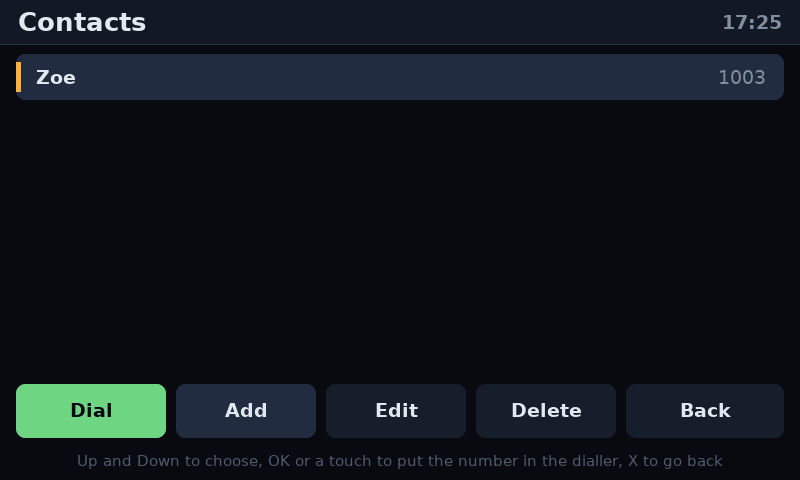 Contacts 17:25
Zoe 1003
Dial Add Edit Delete Back
Up and Down to choose, OK or a touch to put the number in the dialler, X to go back